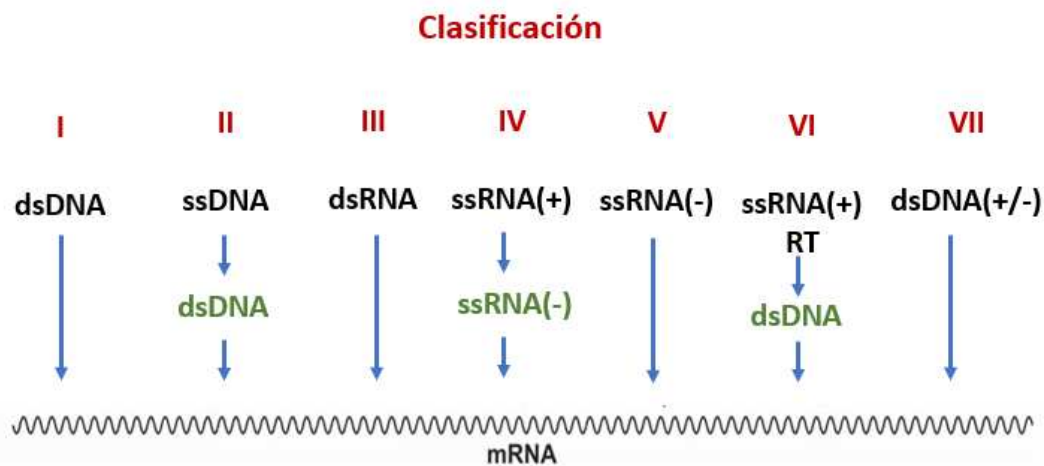 Clasificación
I II III IV V VI VII
dsDNA ssDNA dsRNA ssRNA(+) ssRNA(-) ssRNA(+) dsDNA(+/-)
RT
dsDNA ssRNA(-) dsDNA
mRNA